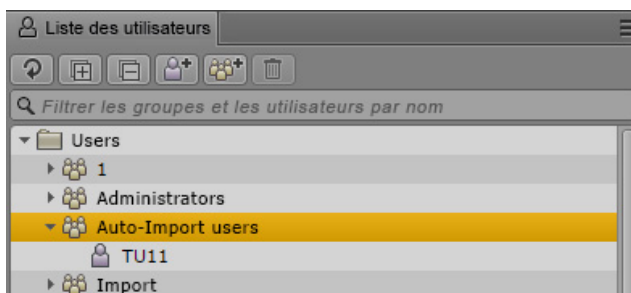 Liste des utilisateurs
Filtrer les groupes et les utilisateurs par nom
Users
1
Administrators
Auto-Import users
TU11
Import